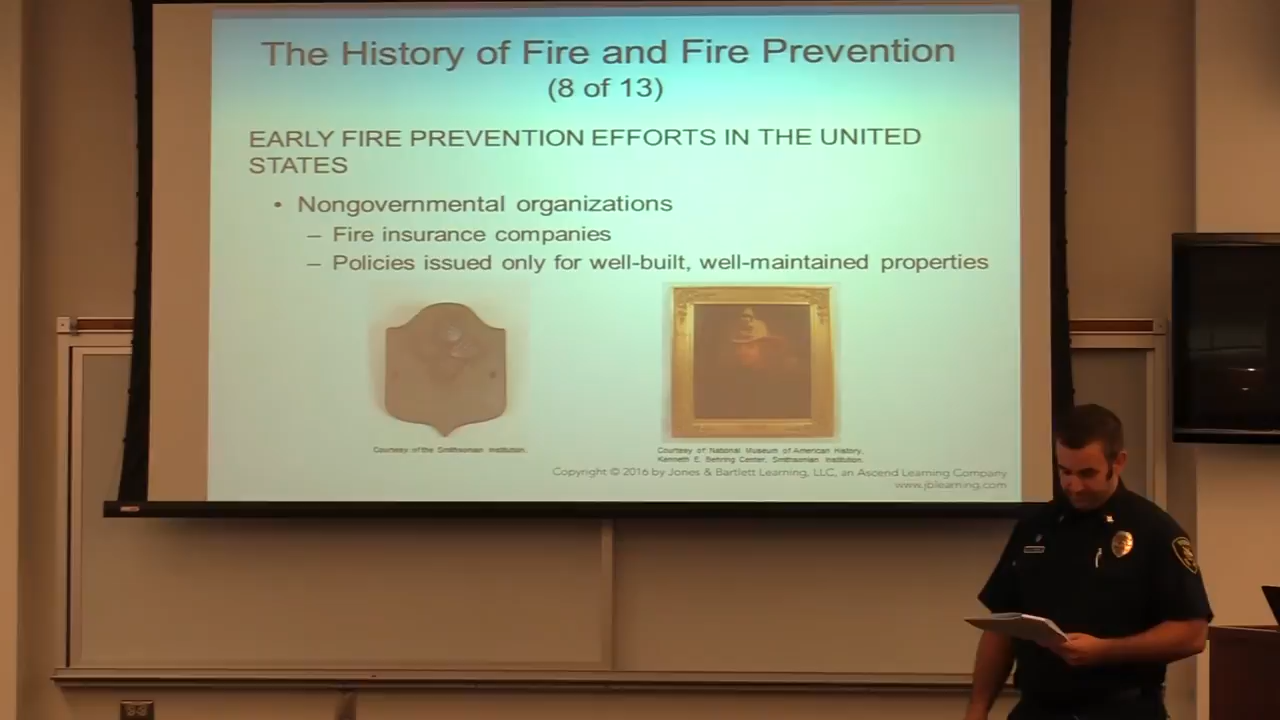 The History of Fire and Fire Prevention
(8 of 13)
EARLY FIRE PREVENTION EFFORTS IN THE UNITED
STATES
• Nongovernmental organizations
– Fire insurance companies
– Policies issued only for well-built, well-maintained properties
Courtesy of the Smithsonian Institution.
Courtesy of National Museum of American History,
Kenneth E. Behring Center, Smithsonian Institution.
Copyright © 2016 by Jones & Bartlett Learning, LLC, an Ascend Learning Company
www.jblearning.com